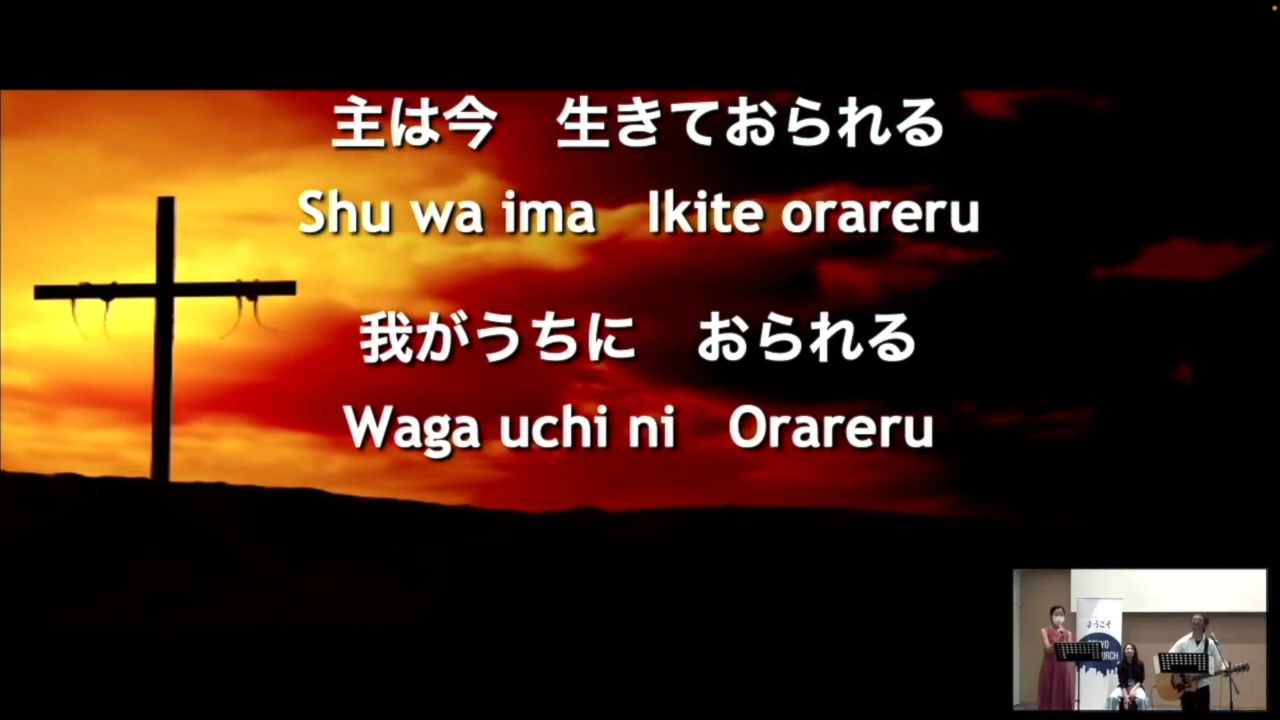 主は今　生きておられる
Shu wa ima　Ikite orareru
我がうちに　おられる
Waga uchi ni　Orareru
ようこそ